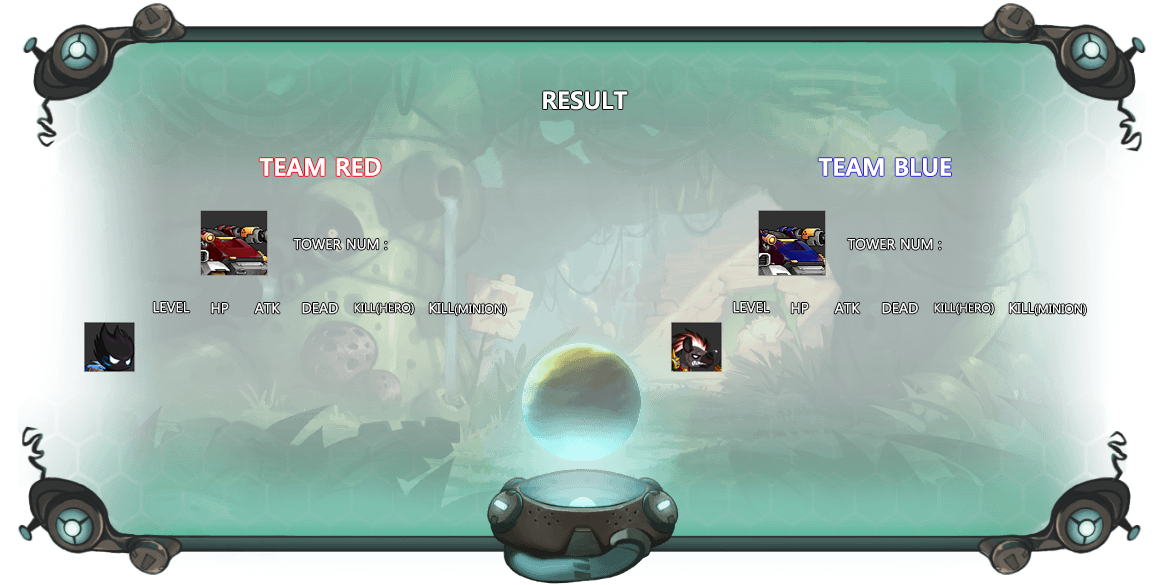 RESULT
TEAM RED
TEAM BLUE
TOWER NUM :
TOWER NUM :
LEVEL HP ATK DEAD KILL(HERO) KILL(MINION)
LEVEL HP ATK DEAD KILL(HERO) KILL(MINION)